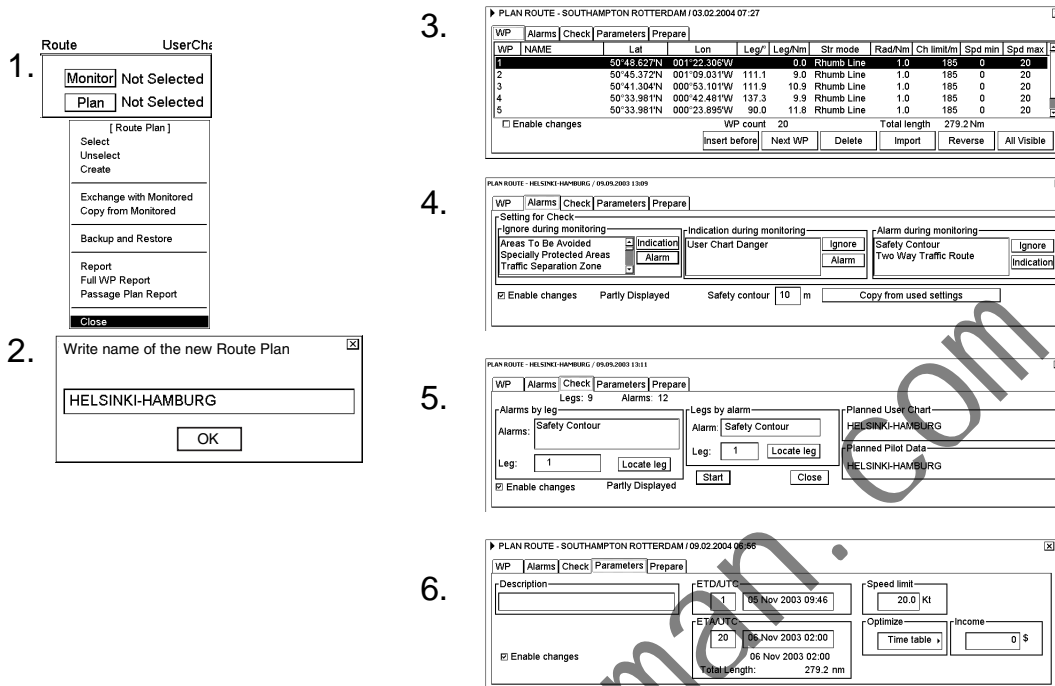 1.
Route UserCha
Monitor Not Selected
Plan Not Selected
[ Route Plan ]
Select
Unselect
Create
Exchange with Monitored
Copy from Monitored
Backup and Restore
Report
Full WP Report
Passage Plan Report
Close
2.
Write name of the new Route Plan
HELSINKI-HAMBURG
OK
3.
PLAN ROUTE - SOUTHAMPTON ROTTERDAM / 03.02.2004 07:27
WP Alarms Check Parameters Prepare
WP NAME Lat Lon Leg/° Leg/Nm Str mode Rad/Nm Ch limit/m Spd min Spd max
1 50°48.627'N 001°22.306'W 0.0 Rhumb Line 1.0 185 0 20
2 50°45.372'N 001°09.031'W 111.1 9.0 Rhumb Line 1.0 185 0 20
3 50°41.304'N 000°53.101'W 111.9 10.9 Rhumb Line 1.0 185 0 20
4 50°33.981'N 000°42.481'W 137.3 9.9 Rhumb Line 1.0 185 0 20
5 50°33.981'N 000°23.895'W 90.0 11.8 Rhumb Line 1.0 185 0 20
Enable changes WP count 20 Total length 279.2 Nm
Insert before Next WP Delete Import Reverse All Visible
4.
PLAN ROUTE - HELSINKI-HAMBURG / 09.09.2003 13:09
WP Alarms Check Parameters Prepare
Setting for Check
Ignore during monitoring Indication during monitoring Alarm during monitoring
Areas To Be Avoided Indication User Chart Danger Ignore Safety Contour Ignore
Specially Protected Areas Alarm Alarm Two Way Traffic Route Indication
Traffic Separation Zone
Enable changes Partly Displayed Safety contour 10 m Copy from used settings
5.
PLAN ROUTE - HELSINKI-HAMBURG / 09.09.2003 13:11
WP Alarms Check Parameters Prepare
Legs: 9 Alarms: 12
Alarms by leg Legs by alarm Planned User Chart
Alarms: Safety Contour Alarm: Safety Contour HELSINKI-HAMBURG
Planned Pilot Data
Leg: 1 Locate leg Leg: 1 Locate leg HELSINKI-HAMBURG
Enable changes Partly Displayed Start Close
6.
PLAN ROUTE - SOUTHAMPTON ROTTERDAM / 09.02.2004 06:56
WP Alarms Check Parameters Prepare
Description ETD/UTC Speed limit
1 05 Nov 2003 09:46 20.0 Kt
ETA/UTC Optimize Income
20 06 Nov 2003 02:00 Time table 0 $
Enable changes 06 Nov 2003 02:00
Total Length: 279.2 nm
man.com